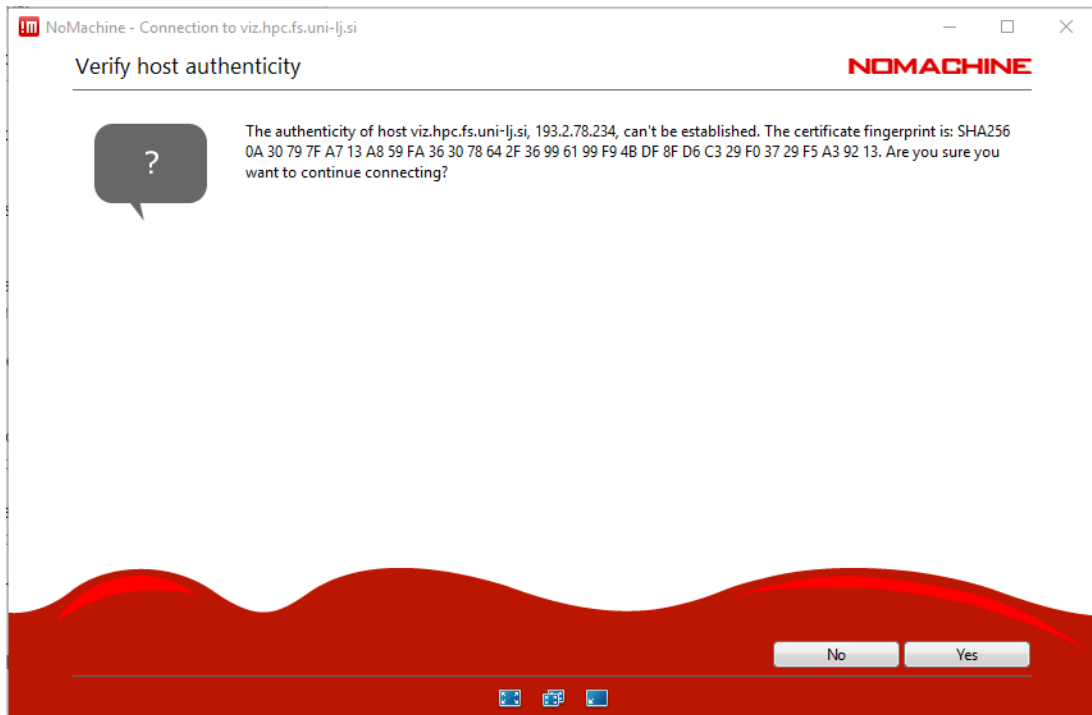 !m NoMachine - Connection to viz.hpc.fs.uni-lj.si
Verify host authenticity
NOMACHINE
?
The authenticity of host viz.hpc.fs.uni-lj.si, 193.2.78.234, can't be established. The certificate fingerprint is: SHA256
0A 30 79 7F A7 13 A8 59 FA 36 30 78 64 2F 36 99 61 99 F9 4B DF 8F D6 C3 29 F0 37 29 F5 A3 92 13. Are you sure you
want to continue connecting?
No
Yes